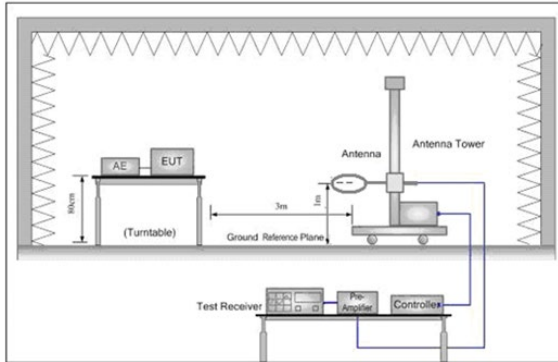 AE
EUT
80cm
(Turntable)
3m
1m
Antenna
Antenna Tower
Ground Reference Plane
Test Receiver
Pre-
Amplifier
Controller